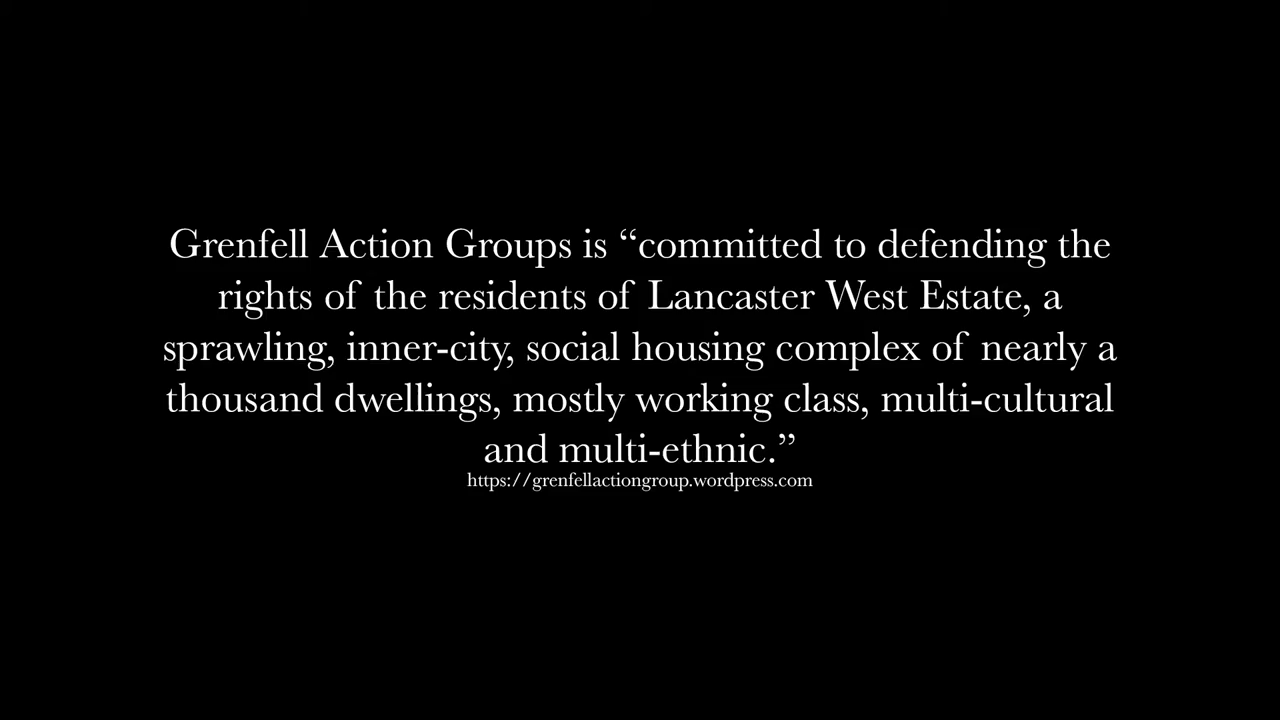 Grenfell Action Groups is “committed to defending the
rights of the residents of Lancaster West Estate, a
sprawling, inner-city, social housing complex of nearly a
thousand dwellings, mostly working class, multi-cultural
and multi-ethnic.”
https://grenfellactiongroup.wordpress.com